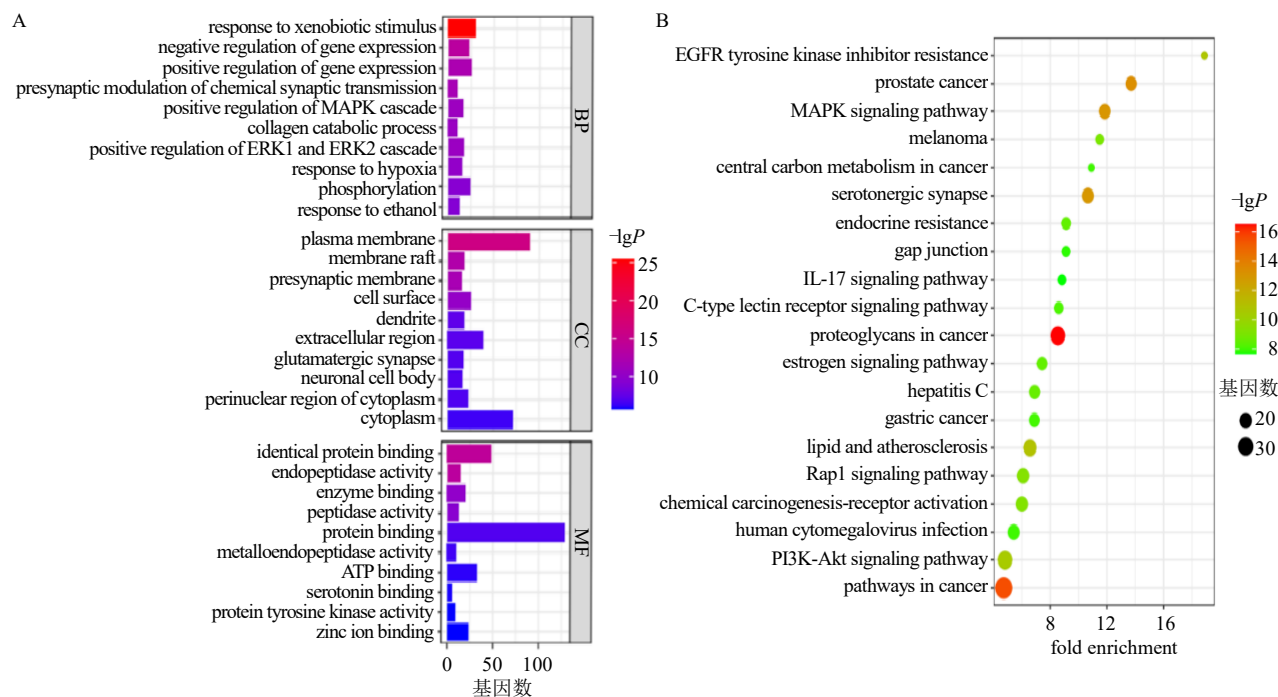 A
response to xenobiotic stimulus
negative regulation of gene expression
positive regulation of gene expression
presynaptic modulation of chemical synaptic transmission
positive regulation of MAPK cascade
collagen catabolic process
positive regulation of ERK1 and ERK2 cascade
response to hypoxia
phosphorylation
response to ethanol
BP
plasma membrane
membrane raft
presynaptic membrane
cell surface
dendrite
extracellular region
glutamatergic synapse
neuronal cell body
perinuclear region of cytoplasm
cytoplasm
CC
identical protein binding
endopeptidase activity
enzyme binding
peptidase activity
protein binding
metalloendopeptidase activity
ATP binding
serotonin binding
protein tyrosine kinase activity
zinc ion binding
MF
0 50 100
基因数
−lgP
25
20
15
10
B
EGFR tyrosine kinase inhibitor resistance
prostate cancer
MAPK signaling pathway
melanoma
central carbon metabolism in cancer
serotonergic synapse
endocrine resistance
gap junction
IL-17 signaling pathway
C-type lectin receptor signaling pathway
proteoglycans in cancer
estrogen signaling pathway
hepatitis C
gastric cancer
lipid and atherosclerosis
Rap1 signaling pathway
chemical carcinogenesis-receptor activation
human cytomegalovirus infection
PI3K-Akt signaling pathway
pathways in cancer
8 12 16
fold enrichment
−lgP
16
14
12
10
8
基因数
20
30